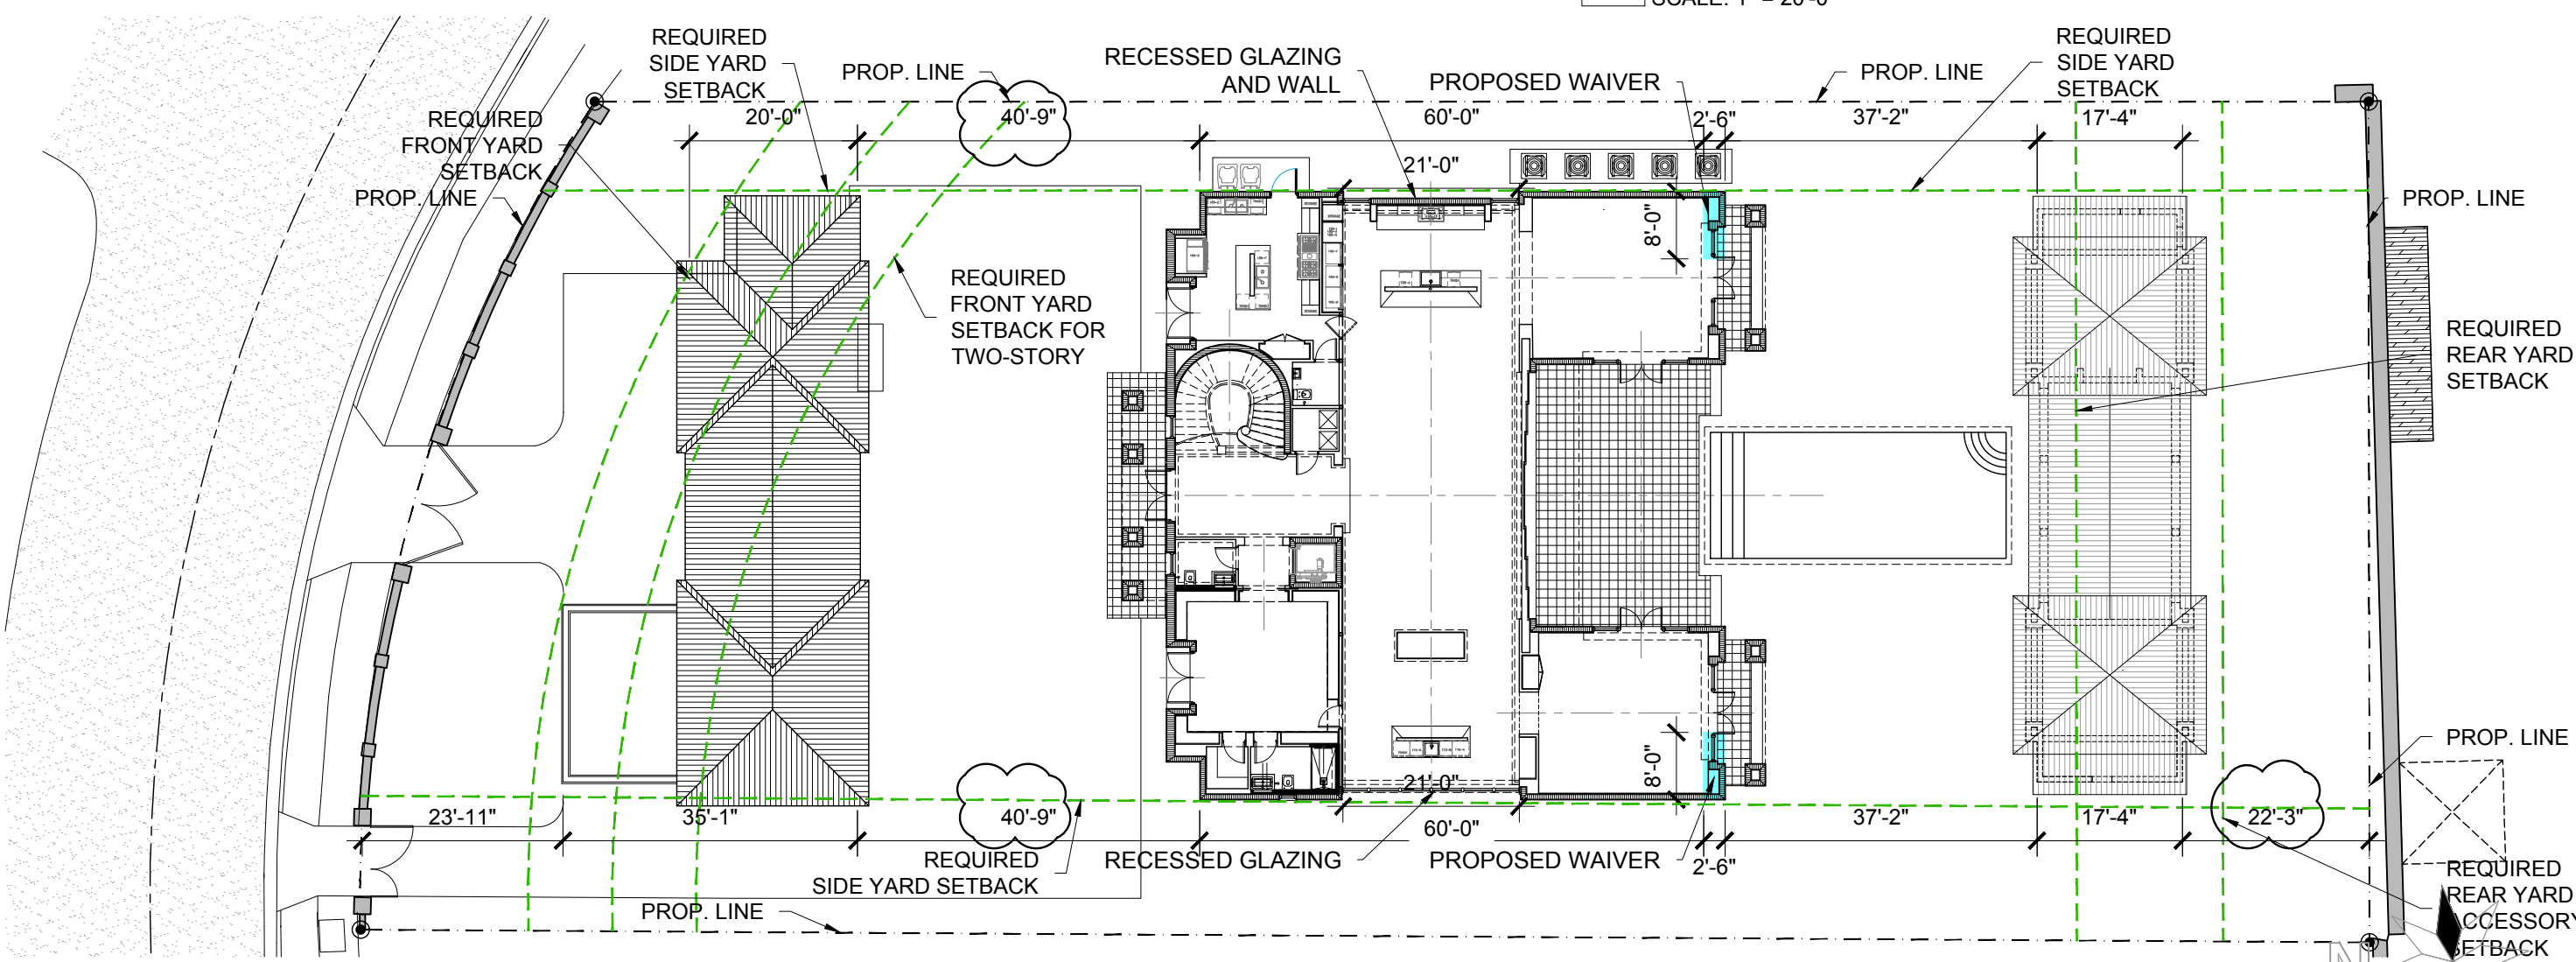 SCALE: 1" = 20'-0"
REQUIRED
SIDE YARD
SETBACK
PROP. LINE
RECESSED GLAZING
AND WALL
PROPOSED WAIVER
PROP. LINE
REQUIRED
SIDE YARD
SETBACK
REQUIRED
FRONT YARD
SETBACK
PROP. LINE
20'-0"
40'-9"
60'-0"
2'-6"
37'-2"
17'-4"
21'-0"
8'-0"
PROP. LINE
REQUIRED
FRONT YARD
SETBACK FOR
TWO-STORY
REQUIRED
REAR YARD
SETBACK
8'-0"
21'-0"
PROP. LINE
23'-11"
35'-1"
40'-9"
60'-0"
2'-6"
37'-2"
17'-4"
22'-3"
REQUIRED
SIDE YARD SETBACK
RECESSED GLAZING
PROPOSED WAIVER
PROP. LINE
REQUIRED
REAR YARD
ACCESSORY
SETBACK
N